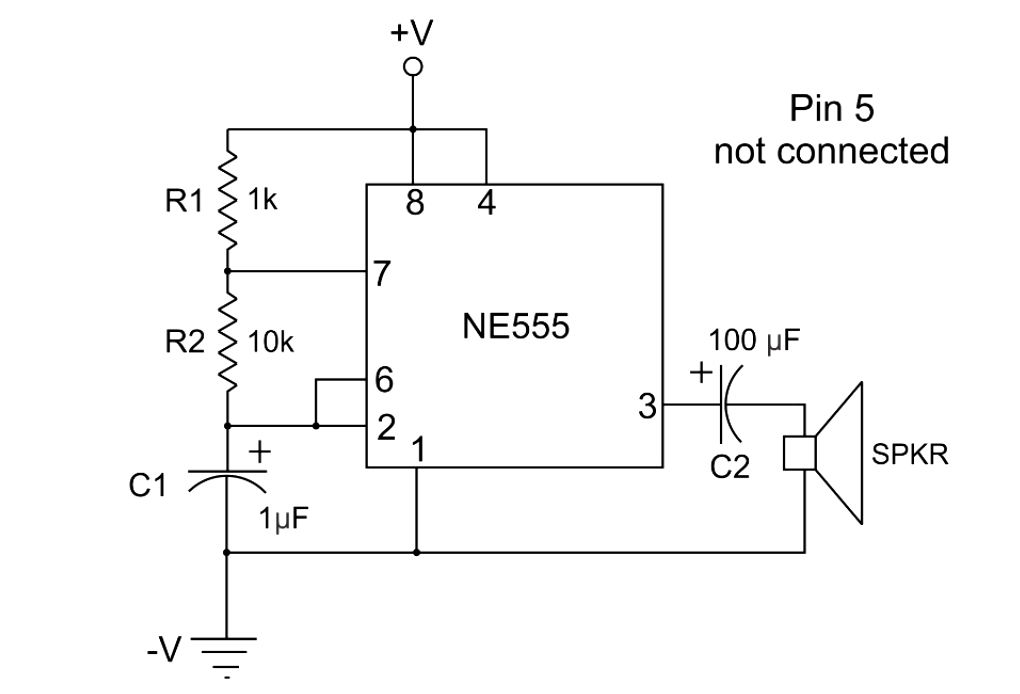 +V
Pin 5
not connected
R1 1k
8 4
7
NE555
R2 10k
6
2
1
3
100 µF
+
C2
SPKR
+
C1
1µF
-V